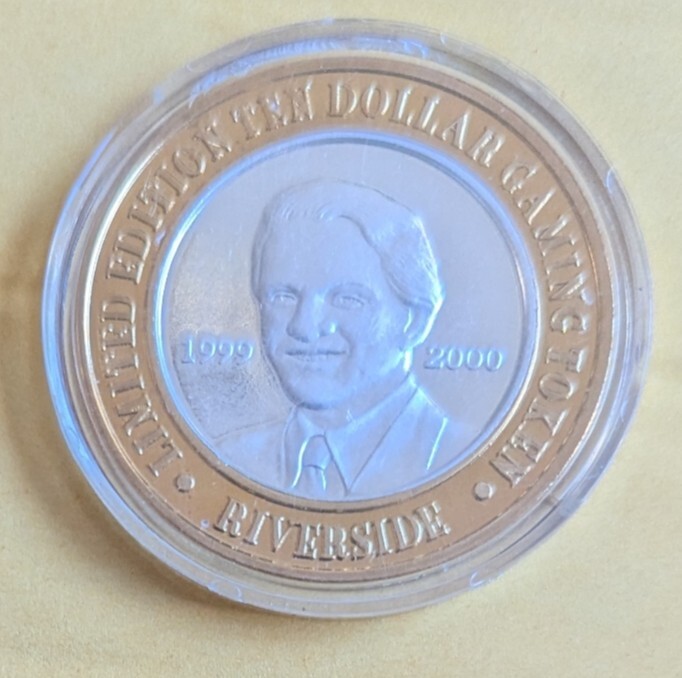 LIMITED EDITION TEN DOLLAR GAMING TOKEN
1999 2000
• RIVERSIDE •